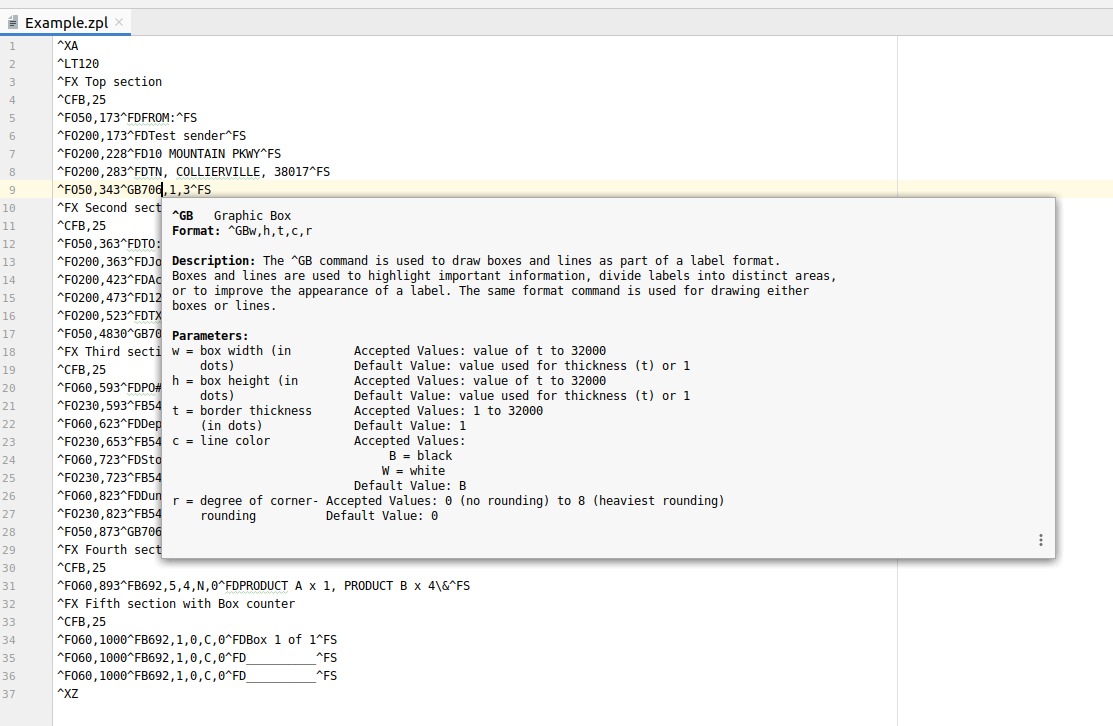 Example.zpl
1 ^XA
2 ^LT120
3 ^FX Top section
4 ^CFB,25
5 ^FO50,173^FDFROM:^FS
6 ^FO200,173^FDTest sender^FS
7 ^FO200,228^FD10 MOUNTAIN PKWY^FS
8 ^FO200,283^FDTN, COLLIERVILLE, 38017^FS
9 ^FO50,343^GB706,1,3^FS
10 ^FX Second sect
11 ^CFB,25
12 ^FO50,363^FDTO:
13 ^FO200,363^FDJo
14 ^FO200,423^FDAc
15 ^FO200,473^FD12
16 ^FO200,523^FDTX
17 ^FO50,4830^GB70
18 ^FX Third secti
19 ^CFB,25
20 ^FO60,593^FDPO#
21 ^FO230,593^FB54
22 ^FO60,623^FDDep
23 ^FO230,653^FB54
24 ^FO60,723^FDSto
25 ^FO230,723^FB54
26 ^FO60,823^FDDun
27 ^FO230,823^FB54
28 ^FO50,873^GB706
29 ^FX Fourth sect
30 ^CFB,25
31 ^FO60,893^FB692,5,4,N,0^FDPRODUCT A x 1, PRODUCT B x 4\&^FS
32 ^FX Fifth section with Box counter
33 ^CFB,25
34 ^FO60,1000^FB692,1,0,C,0^FDBox 1 of 1^FS
35 ^FO60,1000^FB692,1,0,C,0^FD__________^FS
36 ^FO60,1000^FB692,1,0,C,0^FD__________^FS
37 ^XZ
^GB Graphic Box
Format: ^GBw,h,t,c,r
Description: The ^GB command is used to draw boxes and lines as part of a label format.
Boxes and lines are used to highlight important information, divide labels into distinct areas,
or to improve the appearance of a label. The same format command is used for drawing either
boxes or lines.
Parameters:
w = box width (in Accepted Values: value of t to 32000
dots) Default Value: value used for thickness (t) or 1
h = box height (in Accepted Values: value of t to 32000
dots) Default Value: value used for thickness (t) or 1
t = border thickness Accepted Values: 1 to 32000
(in dots) Default Value: 1
c = line color Accepted Values:
B = black
W = white
Default Value: B
r = degree of corner- Accepted Values: 0 (no rounding) to 8 (heaviest rounding)
rounding Default Value: 0